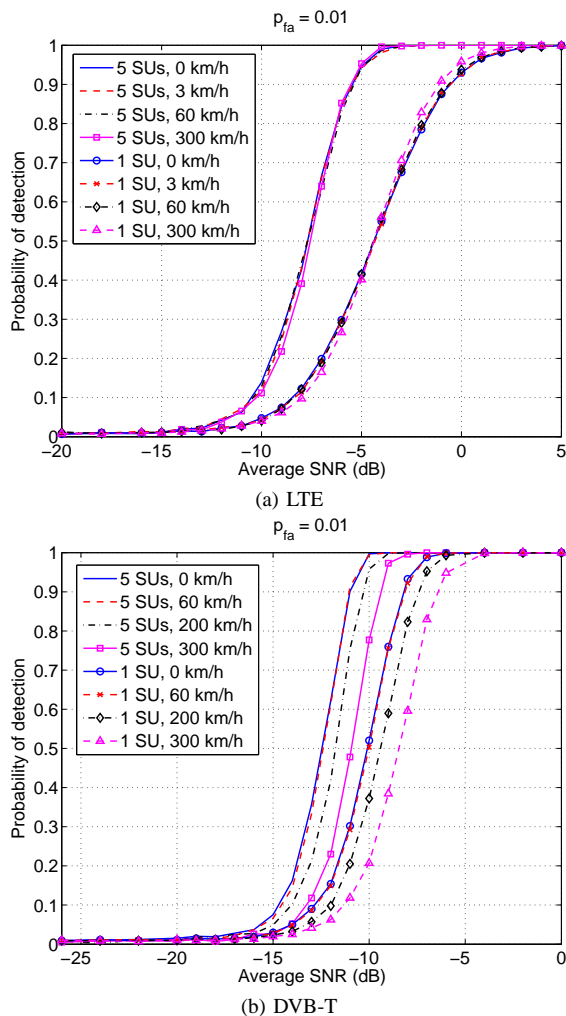 p_fa = 0.01
1
0.9
0.8
0.7
0.6
0.5
0.4
0.3
0.2
0.1
0
Probability of detection
5 SUs, 0 km/h
5 SUs, 3 km/h
5 SUs, 60 km/h
5 SUs, 300 km/h
1 SU, 0 km/h
1 SU, 3 km/h
1 SU, 60 km/h
1 SU, 300 km/h
−20 −15 −10 −5 0 5
Average SNR (dB)
(a) LTE
p_fa = 0.01
1
0.9
0.8
0.7
0.6
0.5
0.4
0.3
0.2
0.1
0
Probability of detection
5 SUs, 0 km/h
5 SUs, 60 km/h
5 SUs, 200 km/h
5 SUs, 300 km/h
1 SU, 0 km/h
1 SU, 60 km/h
1 SU, 200 km/h
1 SU, 300 km/h
−25 −20 −15 −10 −5 0
Average SNR (dB)
(b) DVB-T